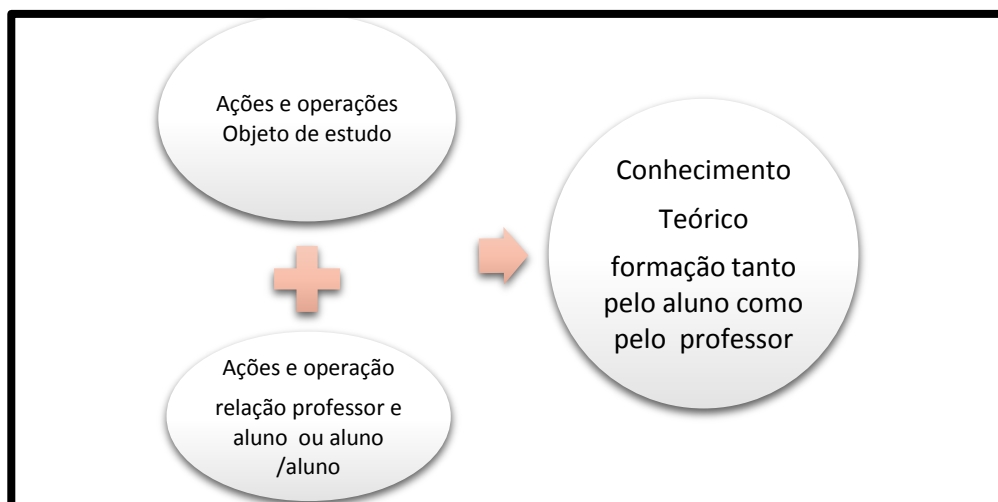 Ações e operações
Objeto de estudo
Ações e operação
relação professor e
aluno ou aluno
/aluno
Conhecimento
Teórico
formação tanto
pelo aluno como
pelo professor